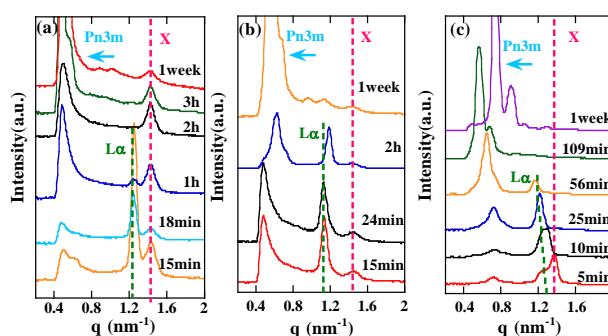 (a)
Pn3m
X
1week
3h
2h
Lα
1h
18min
15min
Intensity(a.u.)
0.4 0.8 1.2 1.6 2
q (nm-1)
(b)
Pn3m
X
1week
2h
Lα
24min
15min
Intensity(a.u.)
0.4 0.8 1.2 1.6 2
q (nm-1)
(c)
Pn3m
X
1week
109min
Lα
56min
25min
10min
5min
Intensity(a.u.)
0.4 0.8 1.2 1.6
q (nm-1)